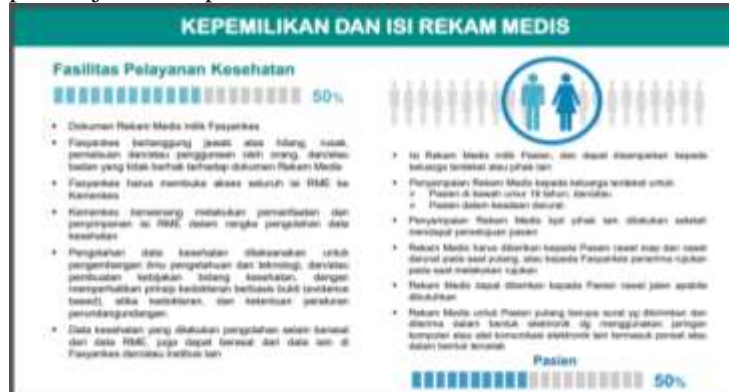 KEPEMILIKAN DAN ISI REKAM MEDIS
Fasilitas Pelayanan Kesehatan
50%
• Dokumen Rekam Medis milik Fasyankes
• Fasyankes bertanggung jawab atas hilang, rusak,
pemalsuan dan/atau penggunaan oleh orang, dan/atau
badan yang tidak berhak terhadap dokumen Rekam Medis
• Fasyankes harus membuka akses seluruh isi RME ke
Kemenkes
• Kemenkes berwenang melakukan pemanfaatan dan
penyimpanan isi RME dalam rangka pengolahan data
kesehatan
• Pengolahan data kesehatan dilaksanakan untuk
pengembangan ilmu pengetahuan dan teknologi, dan/atau
pembuatan kebijakan bidang kesehatan, dengan
memperhatikan prinsip kedokteran berbasis bukti (evidence
based), etika kedokteran, dan ketentuan peraturan
perundangundangan.
• Data kesehatan yang dilakukan pengolahan selain berasal
dari data RME, juga dapat berasal dari data lain di
Fasyankes dan/atau institusi lain
• Isi Rekam Medis milik Pasien, dan dapat disampaikan kepada
keluarga terdekat atau pihak lain
• Penyampaian Rekam Medis kepada keluarga terdekat untuk:
➢ Pasien di bawah umur 18 tahun, dan/atau
➢ Pasien dalam keadaan darurat
• Penyampaian Rekam Medis kpd pihak lain dilakukan setelah
mendapat persetujuan pasien
• Rekam Medis harus diberikan kepada Pasien rawat inap dan rawat
darurat pada saat pulang, atau kepada Fasyankes penerima rujukan
pada saat melakukan rujukan
• Rekam Medis dapat diberikan kepada Pasien rawat jalan apabila
dibutuhkan
• Rekam Medis untuk Pasien pulang berupa surat yg dikirimkan dan
diterima dalam bentuk elektronik dg menggunakan jaringan
komputer atau alat komunikasi elektronik lain termasuk ponsel atau
dalam bentuk tercetak
Pasien
50%